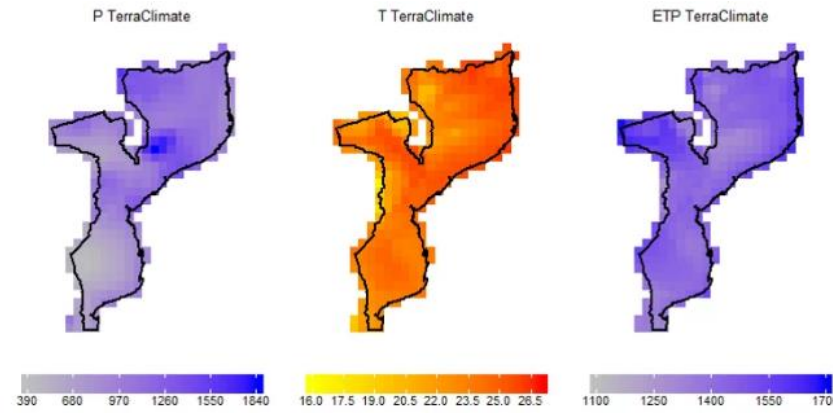 P TerraClimate
T TerraClimate
ETP TerraClimate
390 680 970 1260 1550 1840
16.0 17.5 19.0 20.5 22.0 23.5 25.0 26.5
1100 1250 1400 1550 170